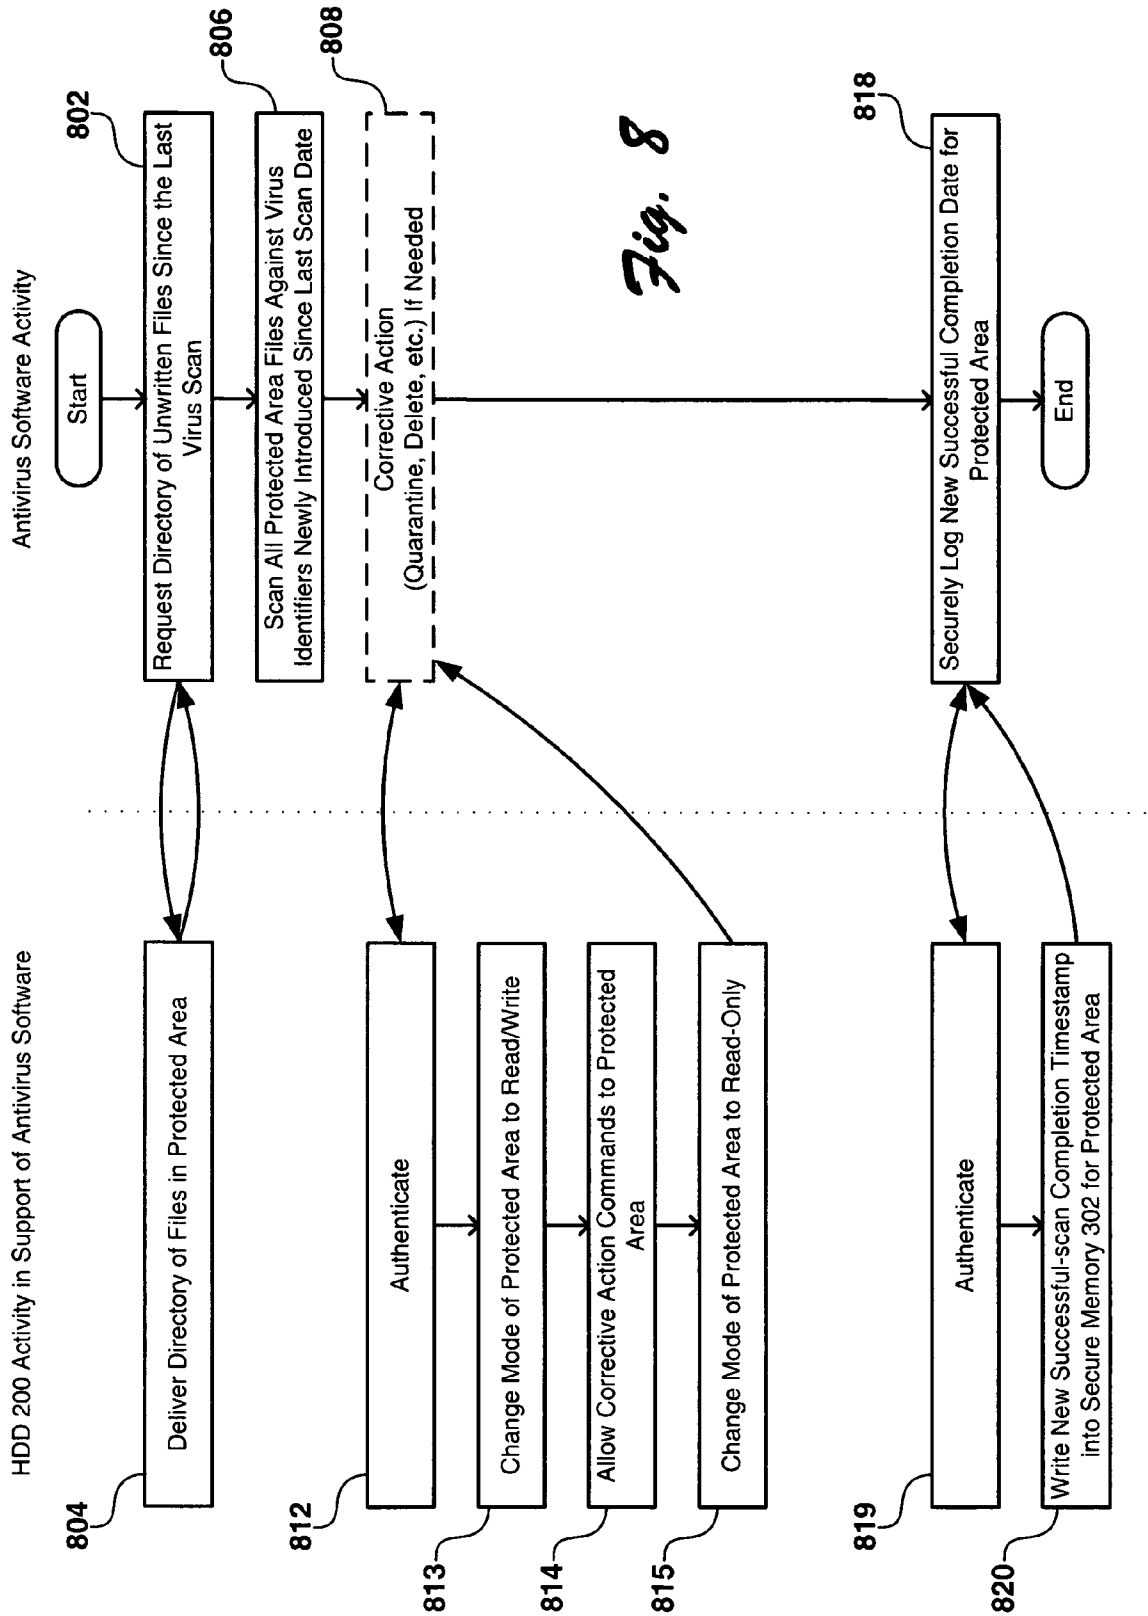 HDD 200 Activity in Support of Antivirus Software
Antivirus Software Activity
Start
802
Request Directory of Unwritten Files Since the Last
Virus Scan
804
Deliver Directory of Files in Protected Area
806
Scan All Protected Area Files Against Virus
Identifiers Newly Introduced Since Last Scan Date
808
Corrective Action
(Quarantine, Delete, etc.) If Needed
812
Authenticate
813
Change Mode of Protected Area to Read/Write
814
Allow Corrective Action Commands to Protected
Area
815
Change Mode of Protected Area to Read-Only
818
Securely Log New Successful Completion Date for
Protected Area
819
Authenticate
820
Write New Successful-scan Completion Timestamp
into Secure Memory 302 for Protected Area
End
Fig. 8